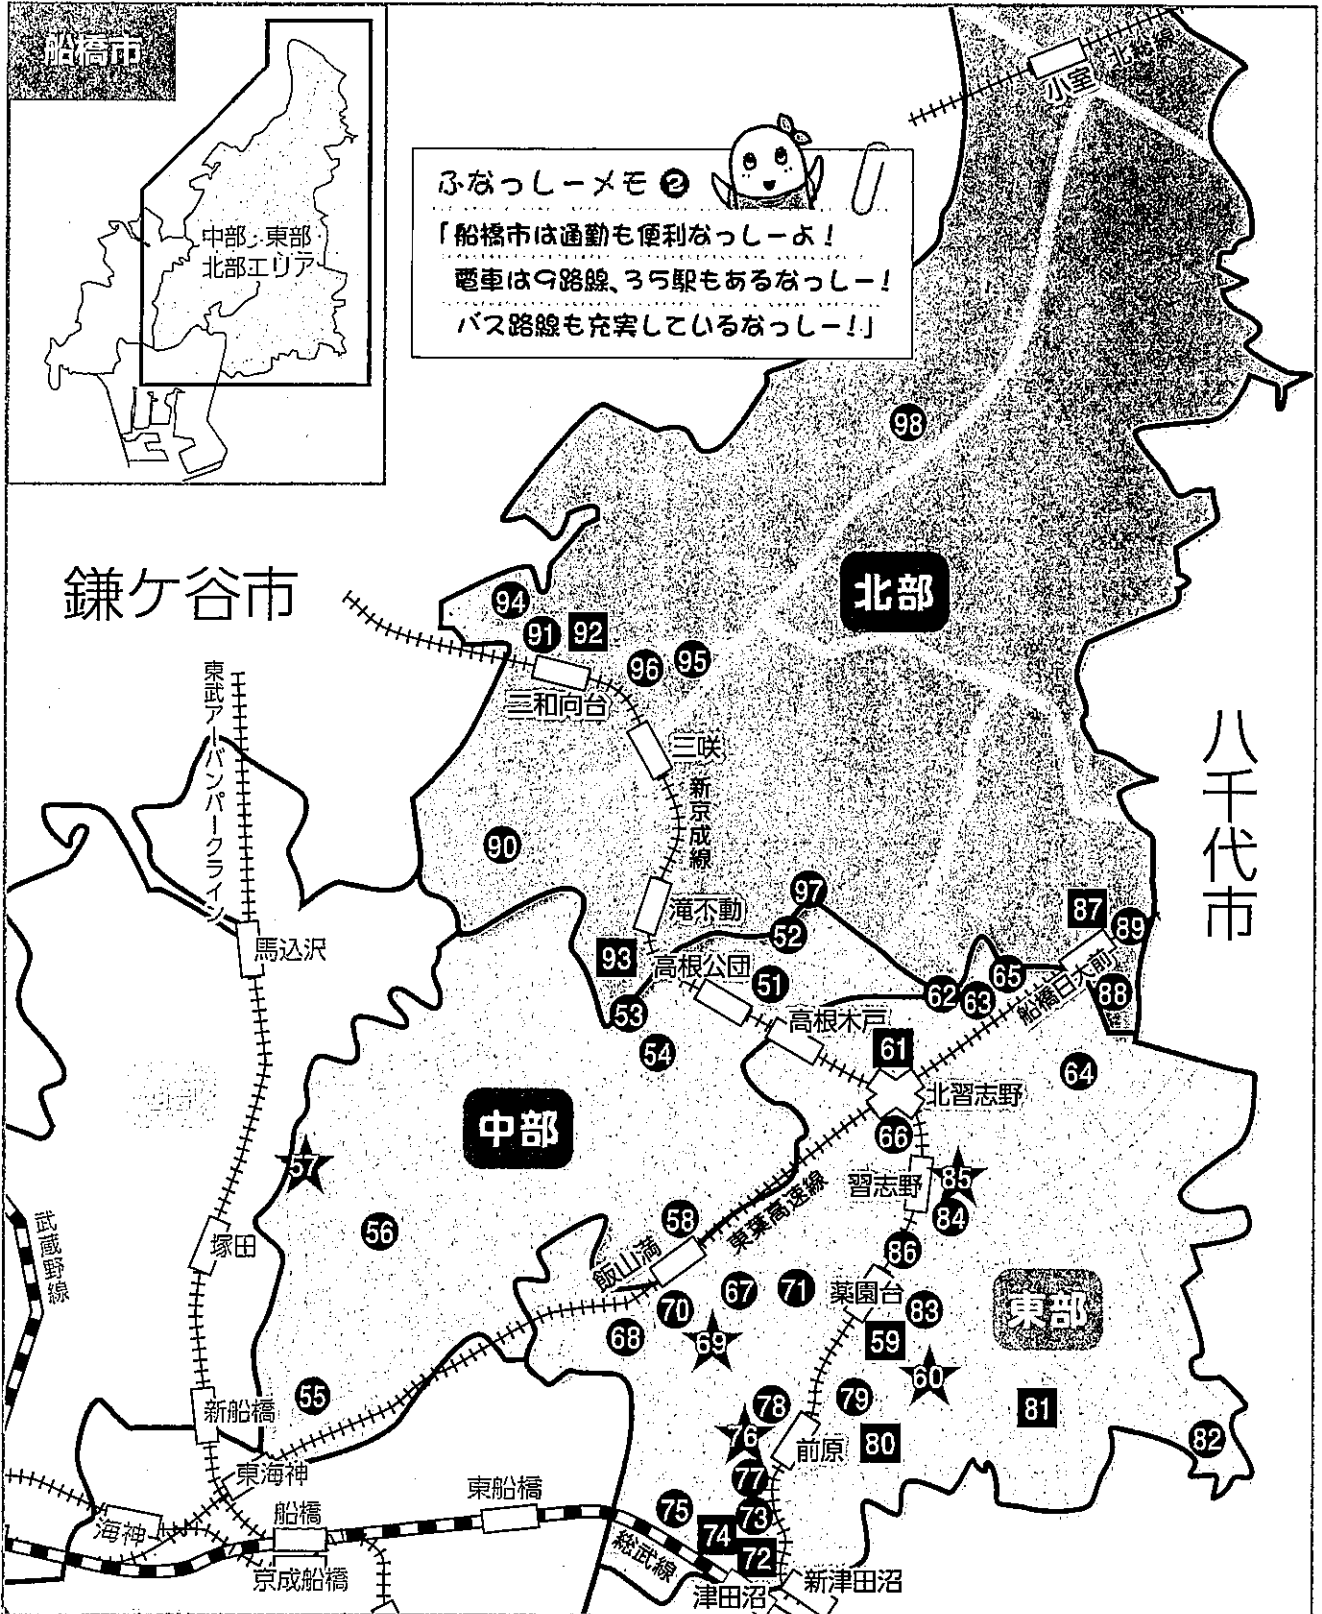 船橋市
中部・東部
北部エリア
ふなっしーメモ ❷
「船橋市は通勤も便利なっしーよ！
電車は9路線、35駅もあるなっしー！
バス路線も充実しているなっしー！」
小室
北総線
98
北部
鎌ケ谷市
94
91
92
96
95
三和向台
三咲
新京成線
東武アーバンパークライン
八千代市
90
滝不動
97
87
89
52
馬込沢
93
高根公団
51
62
63
65
船橋日大前
88
53
高根木戸
54
61
64
北習志野
中部
66
57
習志野
85
84
56
58
東葉高速線
武蔵野線
塚田
飯山満
86
67
71
薬園台
83
東部
70
68
69
59
60
55
新船橋
78
79
81
76
前原
80
82
東海神
77
東船橋
海神
船橋
75
73
74
72
総武線
京成船橋
津田沼
新津田沼